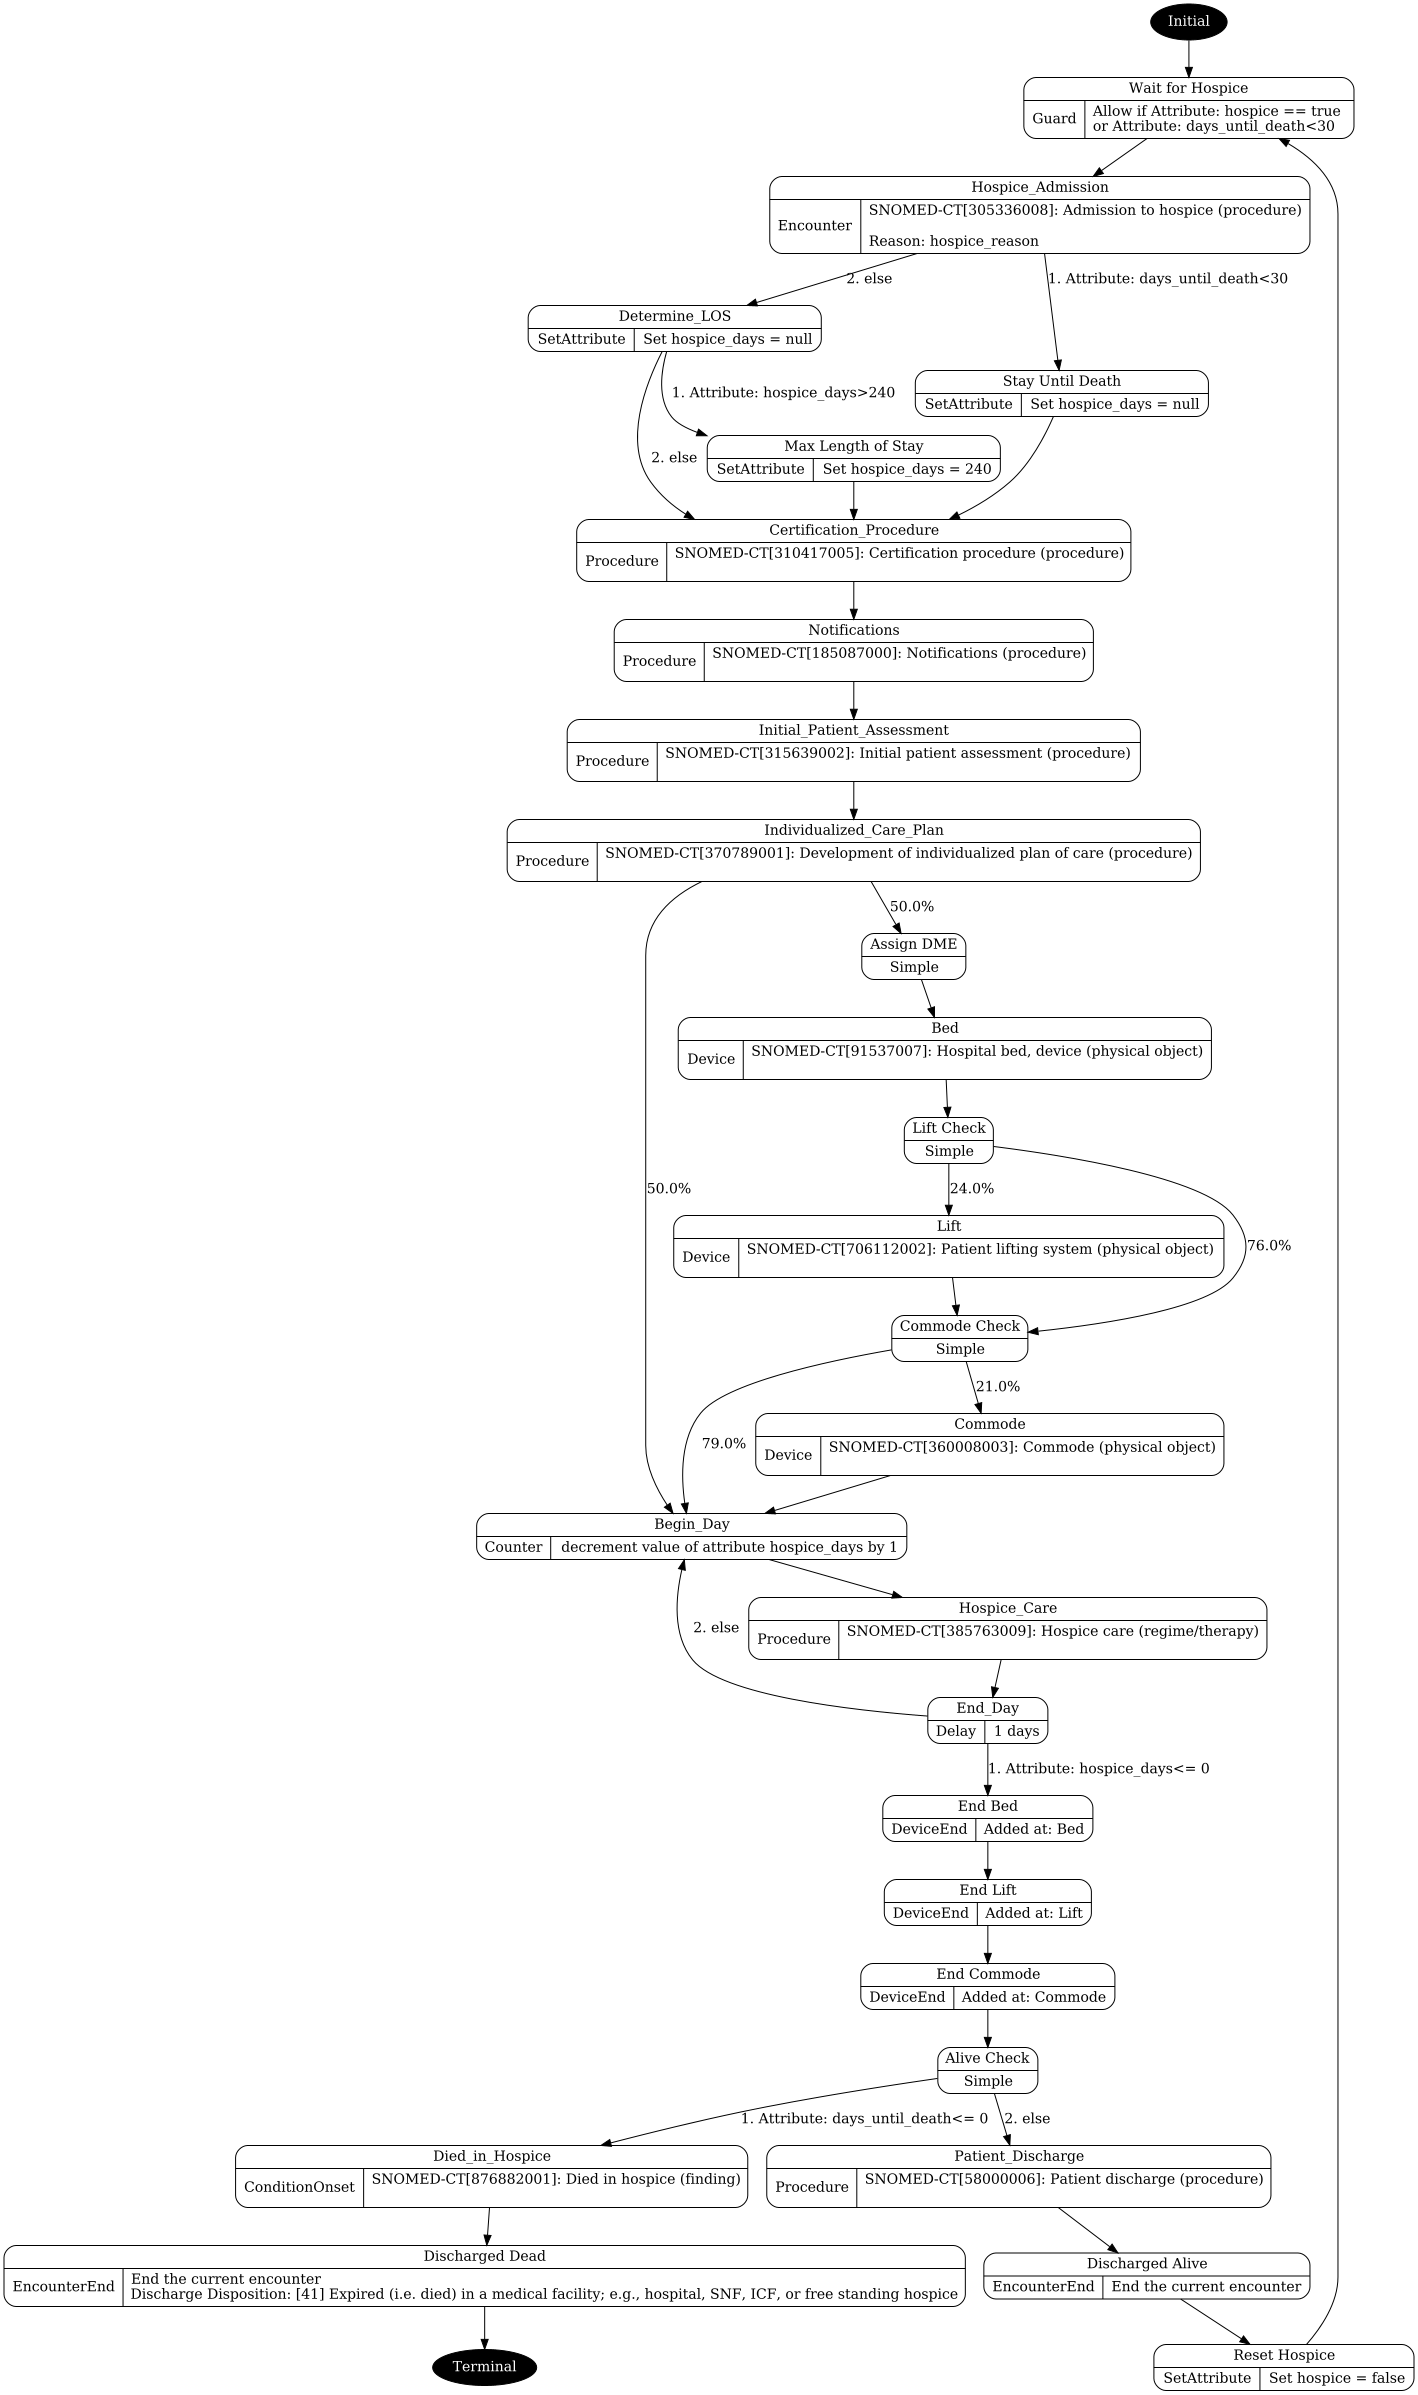 Initial
Wait for Hospice
Guard
Allow if Attribute: hospice == true
or Attribute: days_until_death<30
Hospice_Admission
Encounter
SNOMED-CT[305336008]: Admission to hospice (procedure)
Reason: hospice_reason
2. else
1. Attribute: days_until_death<30
Determine_LOS
SetAttribute
Set hospice_days = null
Stay Until Death
SetAttribute
Set hospice_days = null
1. Attribute: hospice_days>240
2. else
Max Length of Stay
SetAttribute
Set hospice_days = 240
Certification_Procedure
Procedure
SNOMED-CT[310417005]: Certification procedure (procedure)
Notifications
Procedure
SNOMED-CT[185087000]: Notifications (procedure)
Initial_Patient_Assessment
Procedure
SNOMED-CT[315639002]: Initial patient assessment (procedure)
Individualized_Care_Plan
Procedure
SNOMED-CT[370789001]: Development of individualized plan of care (procedure)
50.0%
Assign DME
Simple
Bed
Device
SNOMED-CT[91537007]: Hospital bed, device (physical object)
Lift Check
Simple
50.0%
24.0%
76.0%
Lift
Device
SNOMED-CT[706112002]: Patient lifting system (physical object)
Commode Check
Simple
21.0%
79.0%
Commode
Device
SNOMED-CT[360008003]: Commode (physical object)
Begin_Day
Counter
decrement value of attribute hospice_days by 1
Hospice_Care
Procedure
SNOMED-CT[385763009]: Hospice care (regime/therapy)
2. else
End_Day
Delay
1 days
1. Attribute: hospice_days<= 0
End Bed
DeviceEnd
Added at: Bed
End Lift
DeviceEnd
Added at: Lift
End Commode
DeviceEnd
Added at: Commode
Alive Check
Simple
1. Attribute: days_until_death<= 0
2. else
Died_in_Hospice
ConditionOnset
SNOMED-CT[876882001]: Died in hospice (finding)
Patient_Discharge
Procedure
SNOMED-CT[58000006]: Patient discharge (procedure)
Discharged Dead
EncounterEnd
End the current encounter
Discharge Disposition: [41] Expired (i.e. died) in a medical facility; e.g., hospital, SNF, ICF, or free standing hospice
Discharged Alive
EncounterEnd
End the current encounter
Terminal
Reset Hospice
SetAttribute
Set hospice = false